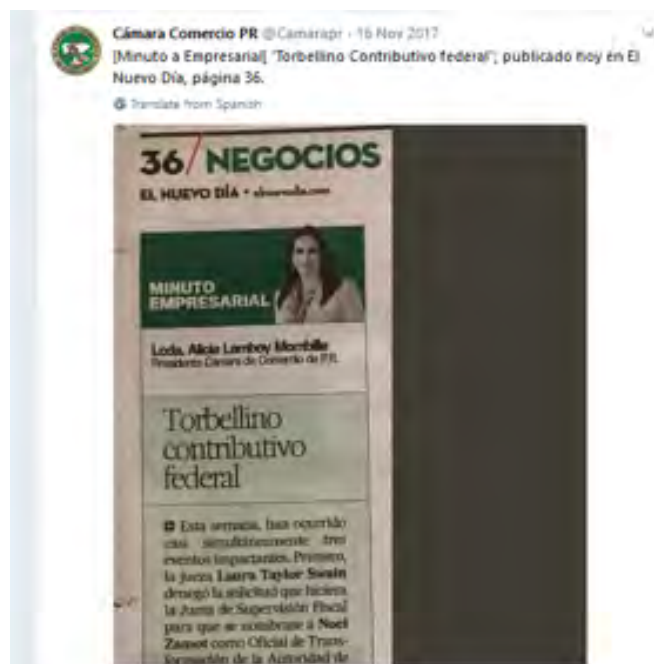 Cámara Comercio PR @Camarapr · 16 Nov 2017
[Minuto a Empresarial[ "Torbellino Contributivo federal"; publicado hoy en El
Nuevo Día, página 36.
Translate from Spanish
36/NEGOCIOS
EL NUEVO DÍA • elnuevodia.com
MINUTO
EMPRESARIAL
Lcda. Alicia Lamboy Mombille
Presidenta Cámara de Comercio de P.R.
Torbellino
contributivo
federal
Esta semana, han ocurrido
casi simultáneamente tres
eventos impactantes. Primero,
la jueza Laura Taylor Swain
denegó la solicitud que hiciera
la Junta de Supervisión Fiscal
para que se nombrase a Noel
Zamot como Oficial de Trans-
formación de la Autoridad de